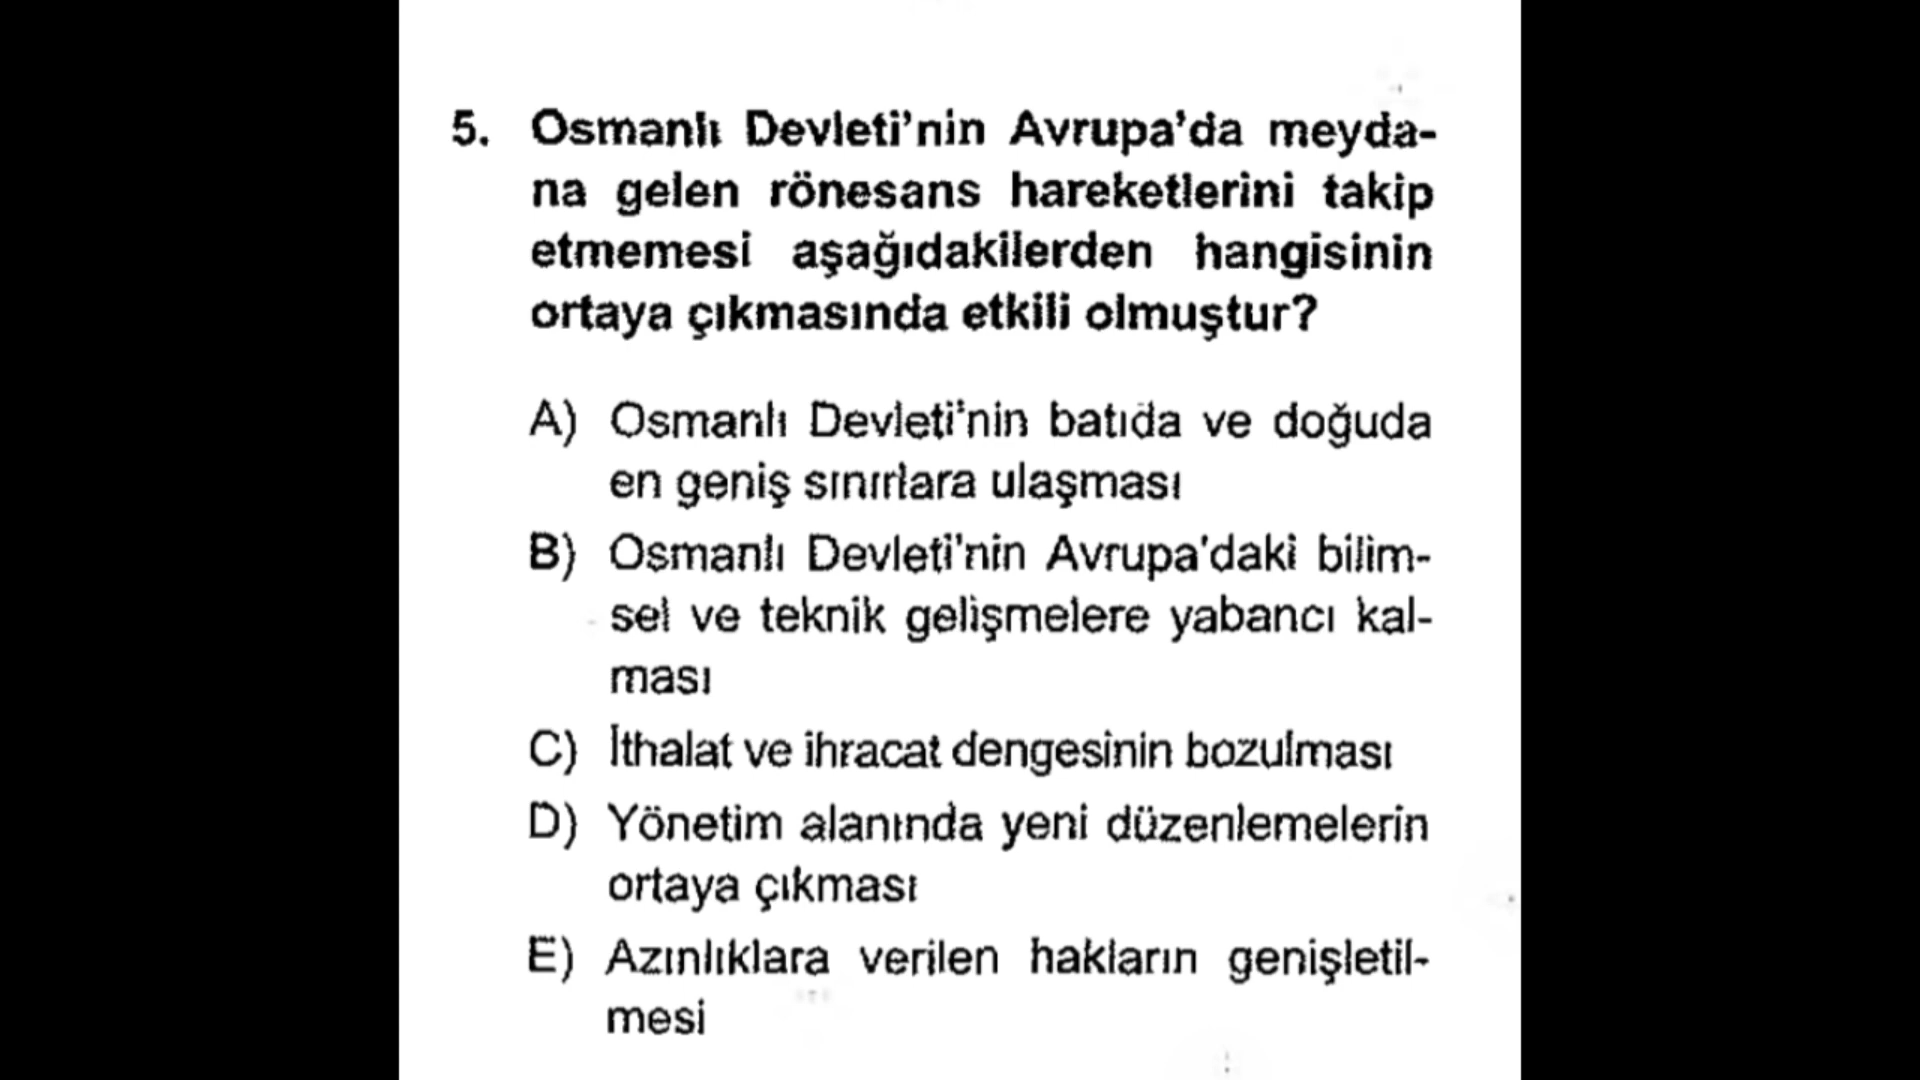 5. Osmanlı Devleti'nin Avrupa'da meyda-
na gelen rönesans hareketlerini takip
etmemesi aşağıdakilerden hangisinin
ortaya çıkmasında etkili olmuştur?
A) Osmanlı Devleti'nin batıda ve doğuda
en geniş sınırlara ulaşması
B) Osmanlı Devleti'nin Avrupa'daki bilim-
sel ve teknik gelişmelere yabancı kal-
ması
C) İthalat ve ihracat dengesinin bozulması
D) Yönetim alanında yeni düzenlemelerin
ortaya çıkması
E) Azınlıklara verilen hakların genişletil-
mesi